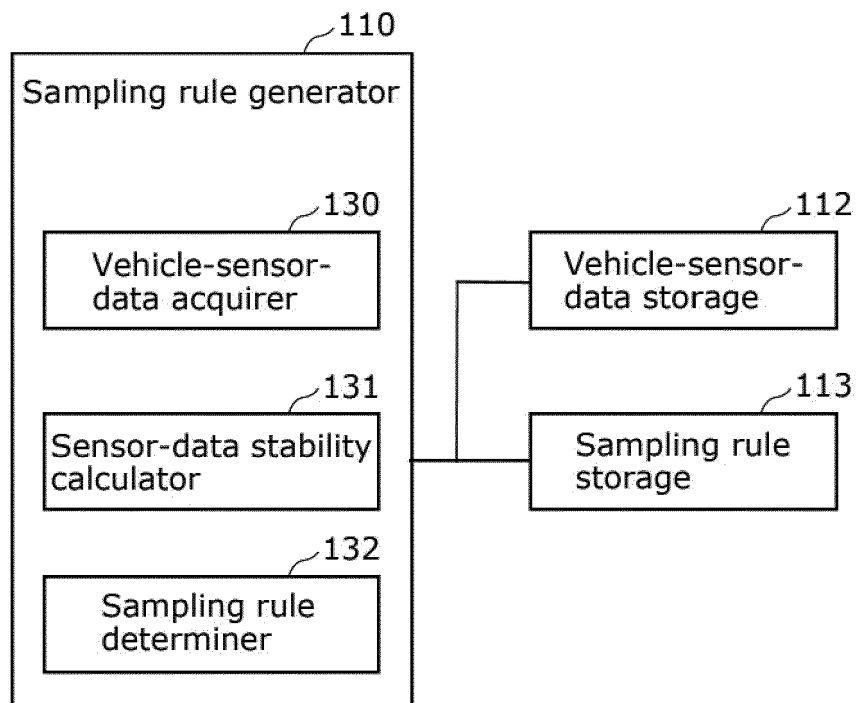 110
Sampling rule generator
130
Vehicle-sensor-
data acquirer
112
Vehicle-sensor-
data storage
131
Sensor-data stability
calculator
113
Sampling rule
storage
132
Sampling rule
determiner